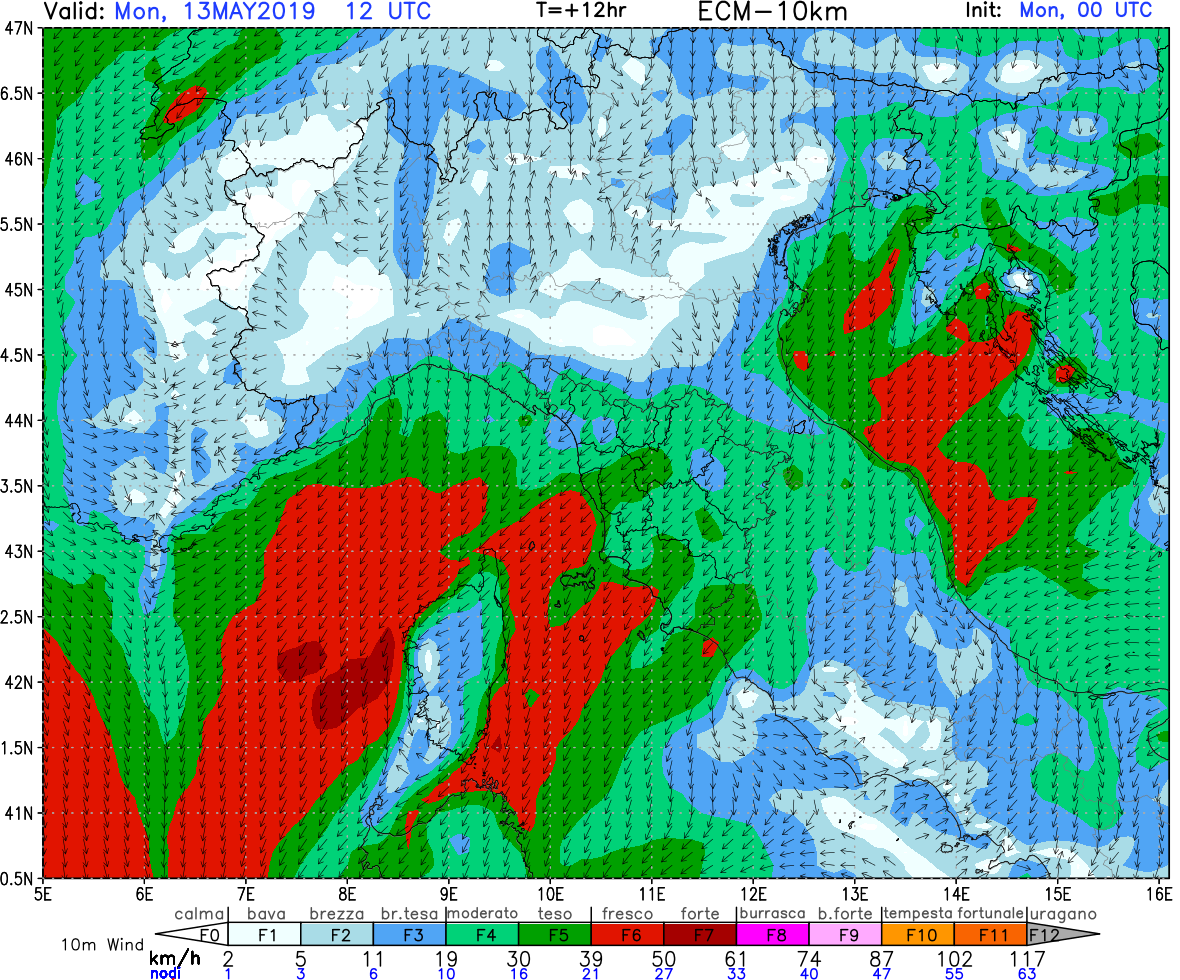 Valid: Mon, 13MAY2019 12 UTC T=+12hr ECM-10km Init: Mon, 00 UTC
47N
6.5N
46N
5.5N
45N
4.5N
44N
3.5N
43N
2.5N
42N
1.5N
41N
0.5N
5E 6E 7E 8E 9E 10E 11E 12E 13E 14E 15E 16E
calma bava brezza br.tesa moderato teso fresco forte burrasca b.forte tempesta fortunale uragano
F0 F1 F2 F3 F4 F5 F6 F7 F8 F9 F10 F11 F12
10m Wind km/h 2 5 11 19 30 39 50 61 74 87 102 117
nodi 1 3 6 10 16 21 27 33 40 47 55 63